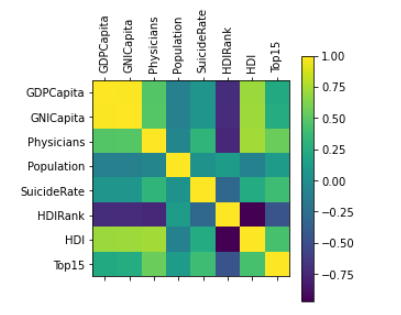 GDPCapita
GNICapita
Physicians
Population
SuicideRate
HDIRank
HDI
Top15
GDPCapita
GNICapita
Physicians
Population
SuicideRate
HDIRank
HDI
Top15
1.00
0.75
0.50
0.25
0.00
−0.25
−0.50
−0.75